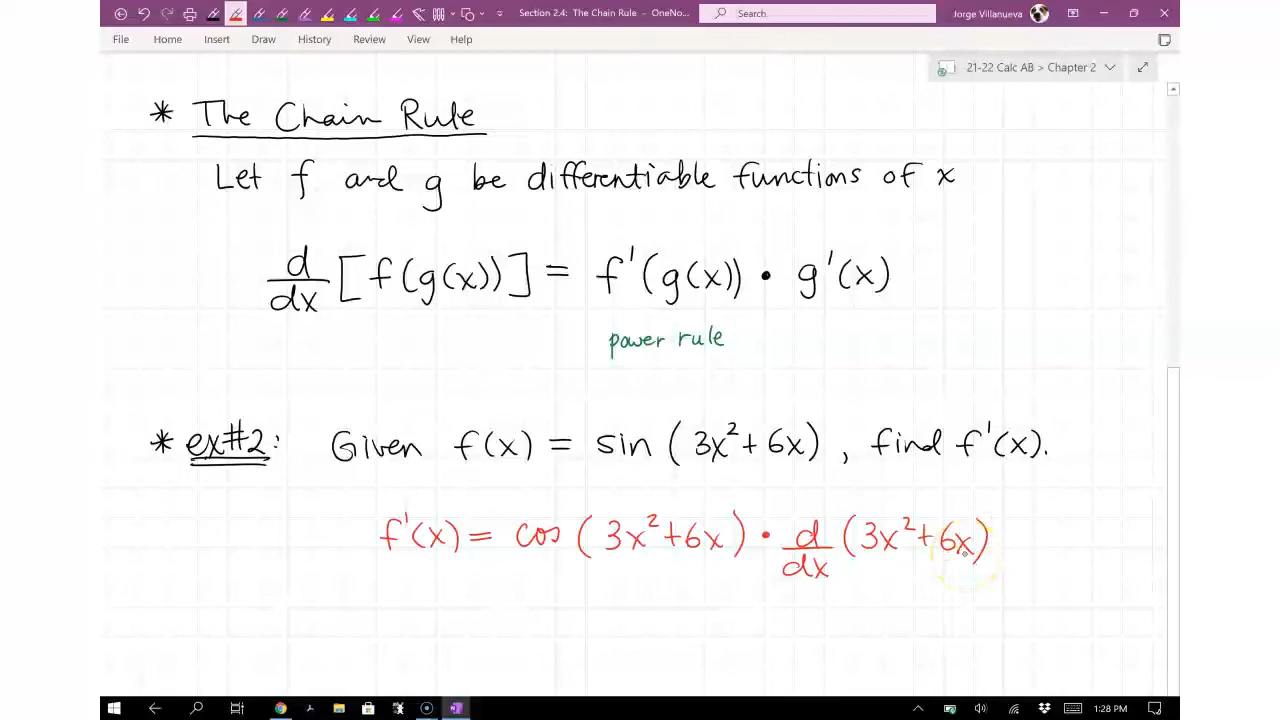 Section 2.4: The Chain Rule - OneNo...
Search
Jorge Villanueva
File Home Insert Draw History Review View Help
21-22 Calc AB > Chapter 2
* The Chain Rule
Let f and g be differentiable functions of x
d/dx [f(g(x))] = f'(g(x)) • g'(x)
power rule
* ex#2: Given f(x) = sin(3x²+6x), find f'(x).
f'(x) = cos(3x²+6x) • d/dx (3x²+6x)
1:28 PM